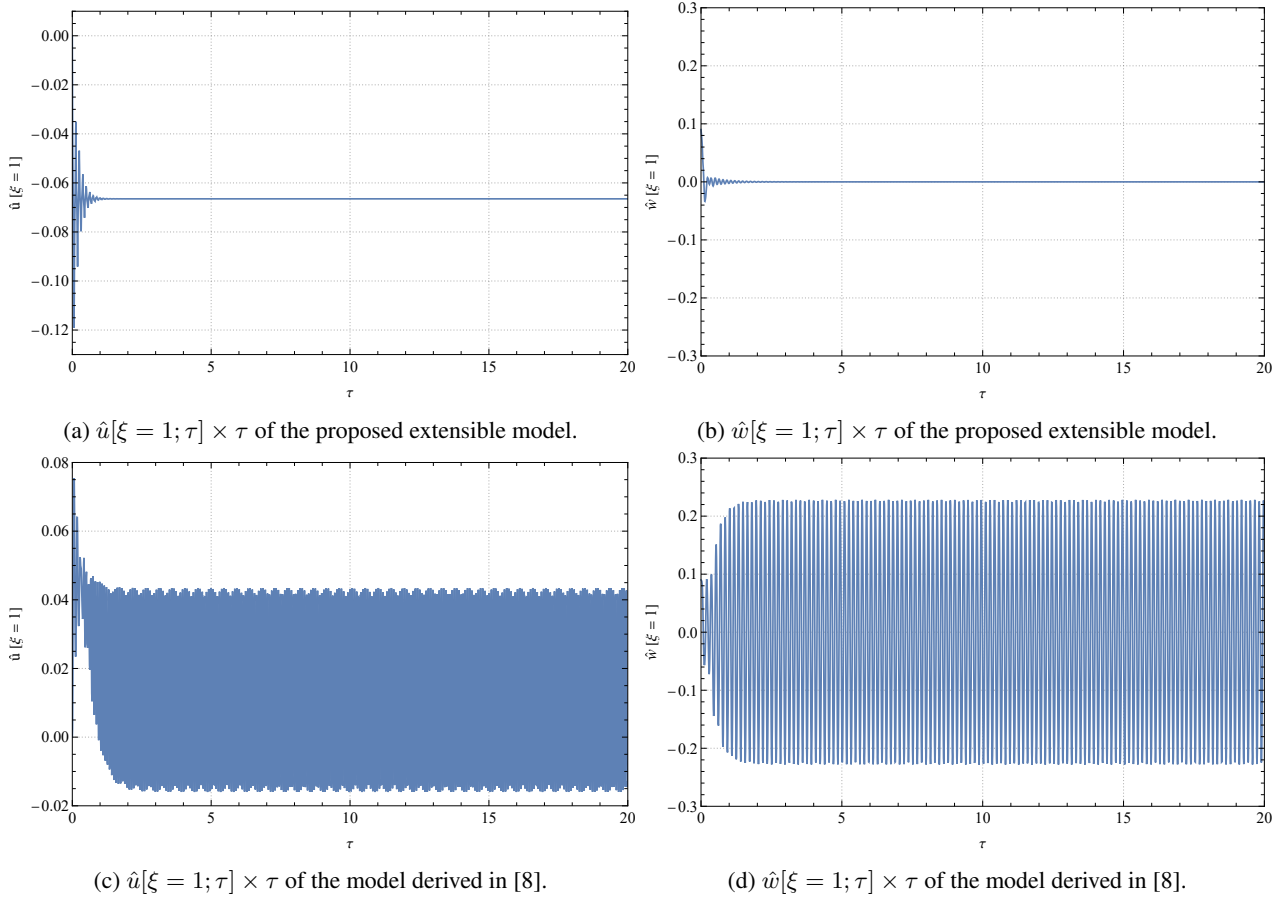 0.00
−0.02
−0.04
−0.06
−0.08
−0.10
−0.12
û [ξ = 1]
0 5 10 15 20
τ
0.3
0.2
0.1
0.0
−0.1
−0.2
−0.3
ŵ [ξ = 1]
0 5 10 15 20
τ
(a) û[ξ = 1; τ] × τ of the proposed extensible model.
(b) ŵ[ξ = 1; τ] × τ of the proposed extensible model.
0.08
0.06
0.04
0.02
0.00
−0.02
û [ξ = 1]
0 5 10 15 20
τ
0.3
0.2
0.1
0.0
−0.1
−0.2
−0.3
ŵ [ξ = 1]
0 5 10 15 20
τ
(c) û[ξ = 1; τ] × τ of the model derived in [8].
(d) ŵ[ξ = 1; τ] × τ of the model derived in [8].